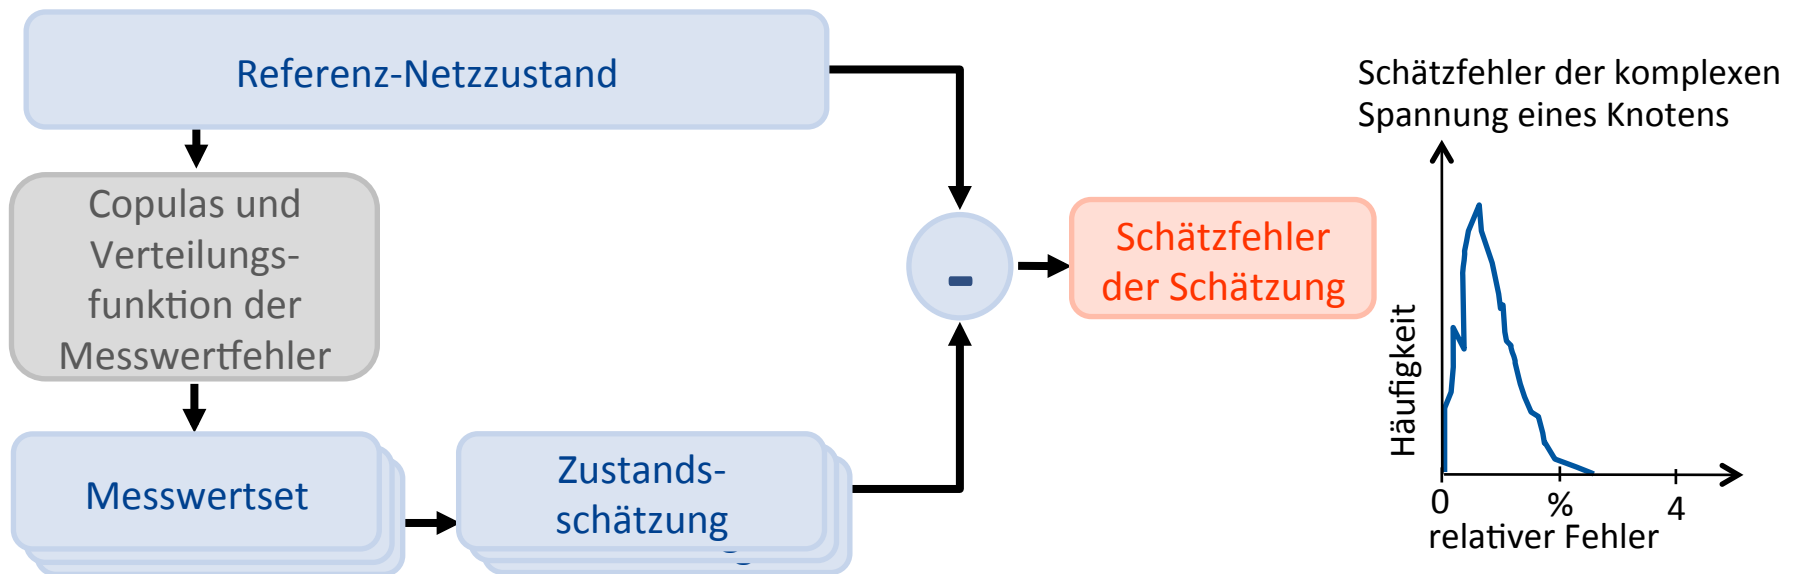 Referenz-Netzzustand
Copulas und
Verteilungs-
funktion der
Messwertfehler
Messwertset
Zustands-
schätzung
-
Schätzfehler
der Schätzung
Schätzfehler der komplexen
Spannung eines Knotens
Häufigkeit
0 % 4
relativer Fehler